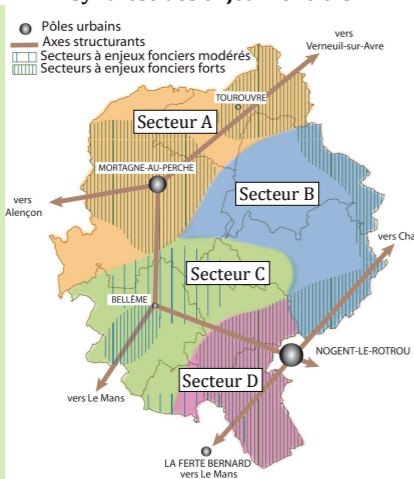 Pôles urbains
Axes structurants
Secteurs à enjeux fonciers modérés
Secteurs à enjeux fonciers forts
vers
Verneuil-sur-Avre
TOUROUVRE
Secteur A
MORTAGNE-AU-PERCHE
Secteur B
vers
Alençon
vers Cha
Secteur C
BELLÊME
NOGENT-LE-ROTROU
Secteur D
vers Le Mans
LA FERTE BERNARD
vers Le Mans